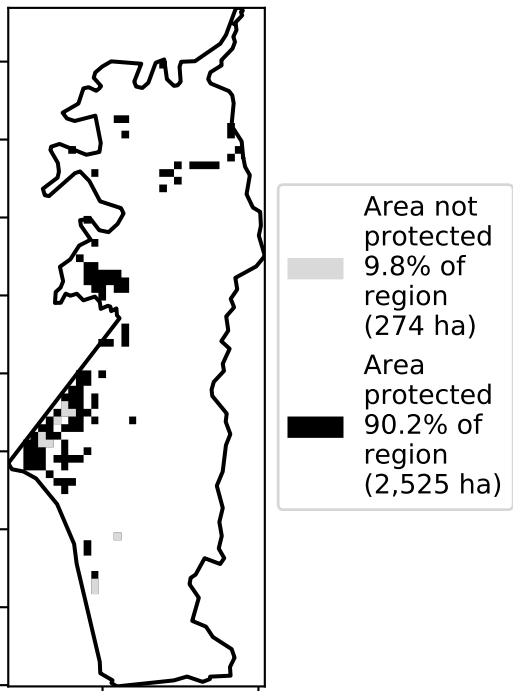 Area not
protected
9.8% of
region
(274 ha)
Area
protected
90.2% of
region
(2,525 ha)